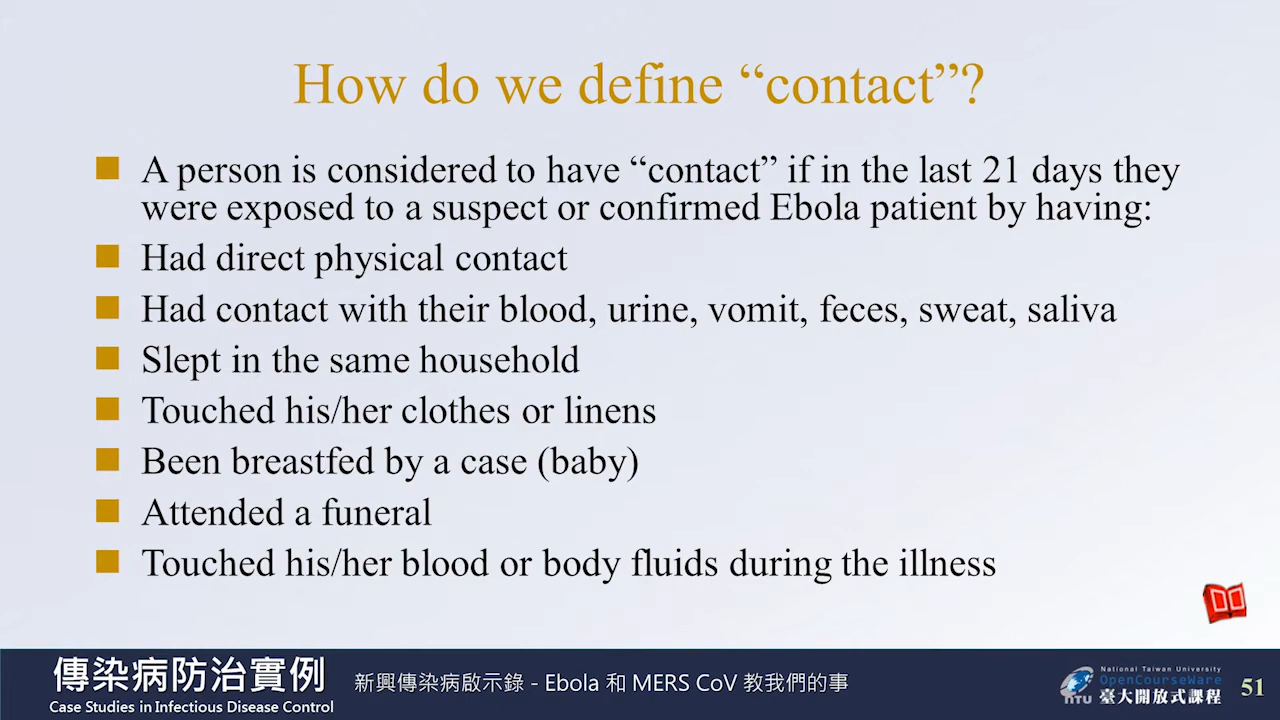 How do we define “contact”?
A person is considered to have “contact” if in the last 21 days they
were exposed to a suspect or confirmed Ebola patient by having:
Had direct physical contact
Had contact with their blood, urine, vomit, feces, sweat, saliva
Slept in the same household
Touched his/her clothes or linens
Been breastfed by a case (baby)
Attended a funeral
Touched his/her blood or body fluids during the illness
傳染病防治實例
Case Studies in Infectious Disease Control
新興傳染病啟示錄 - Ebola 和 MERS CoV 教我們的事
NTU
National Taiwan University
OpenCourseWare
臺大開放式課程
51